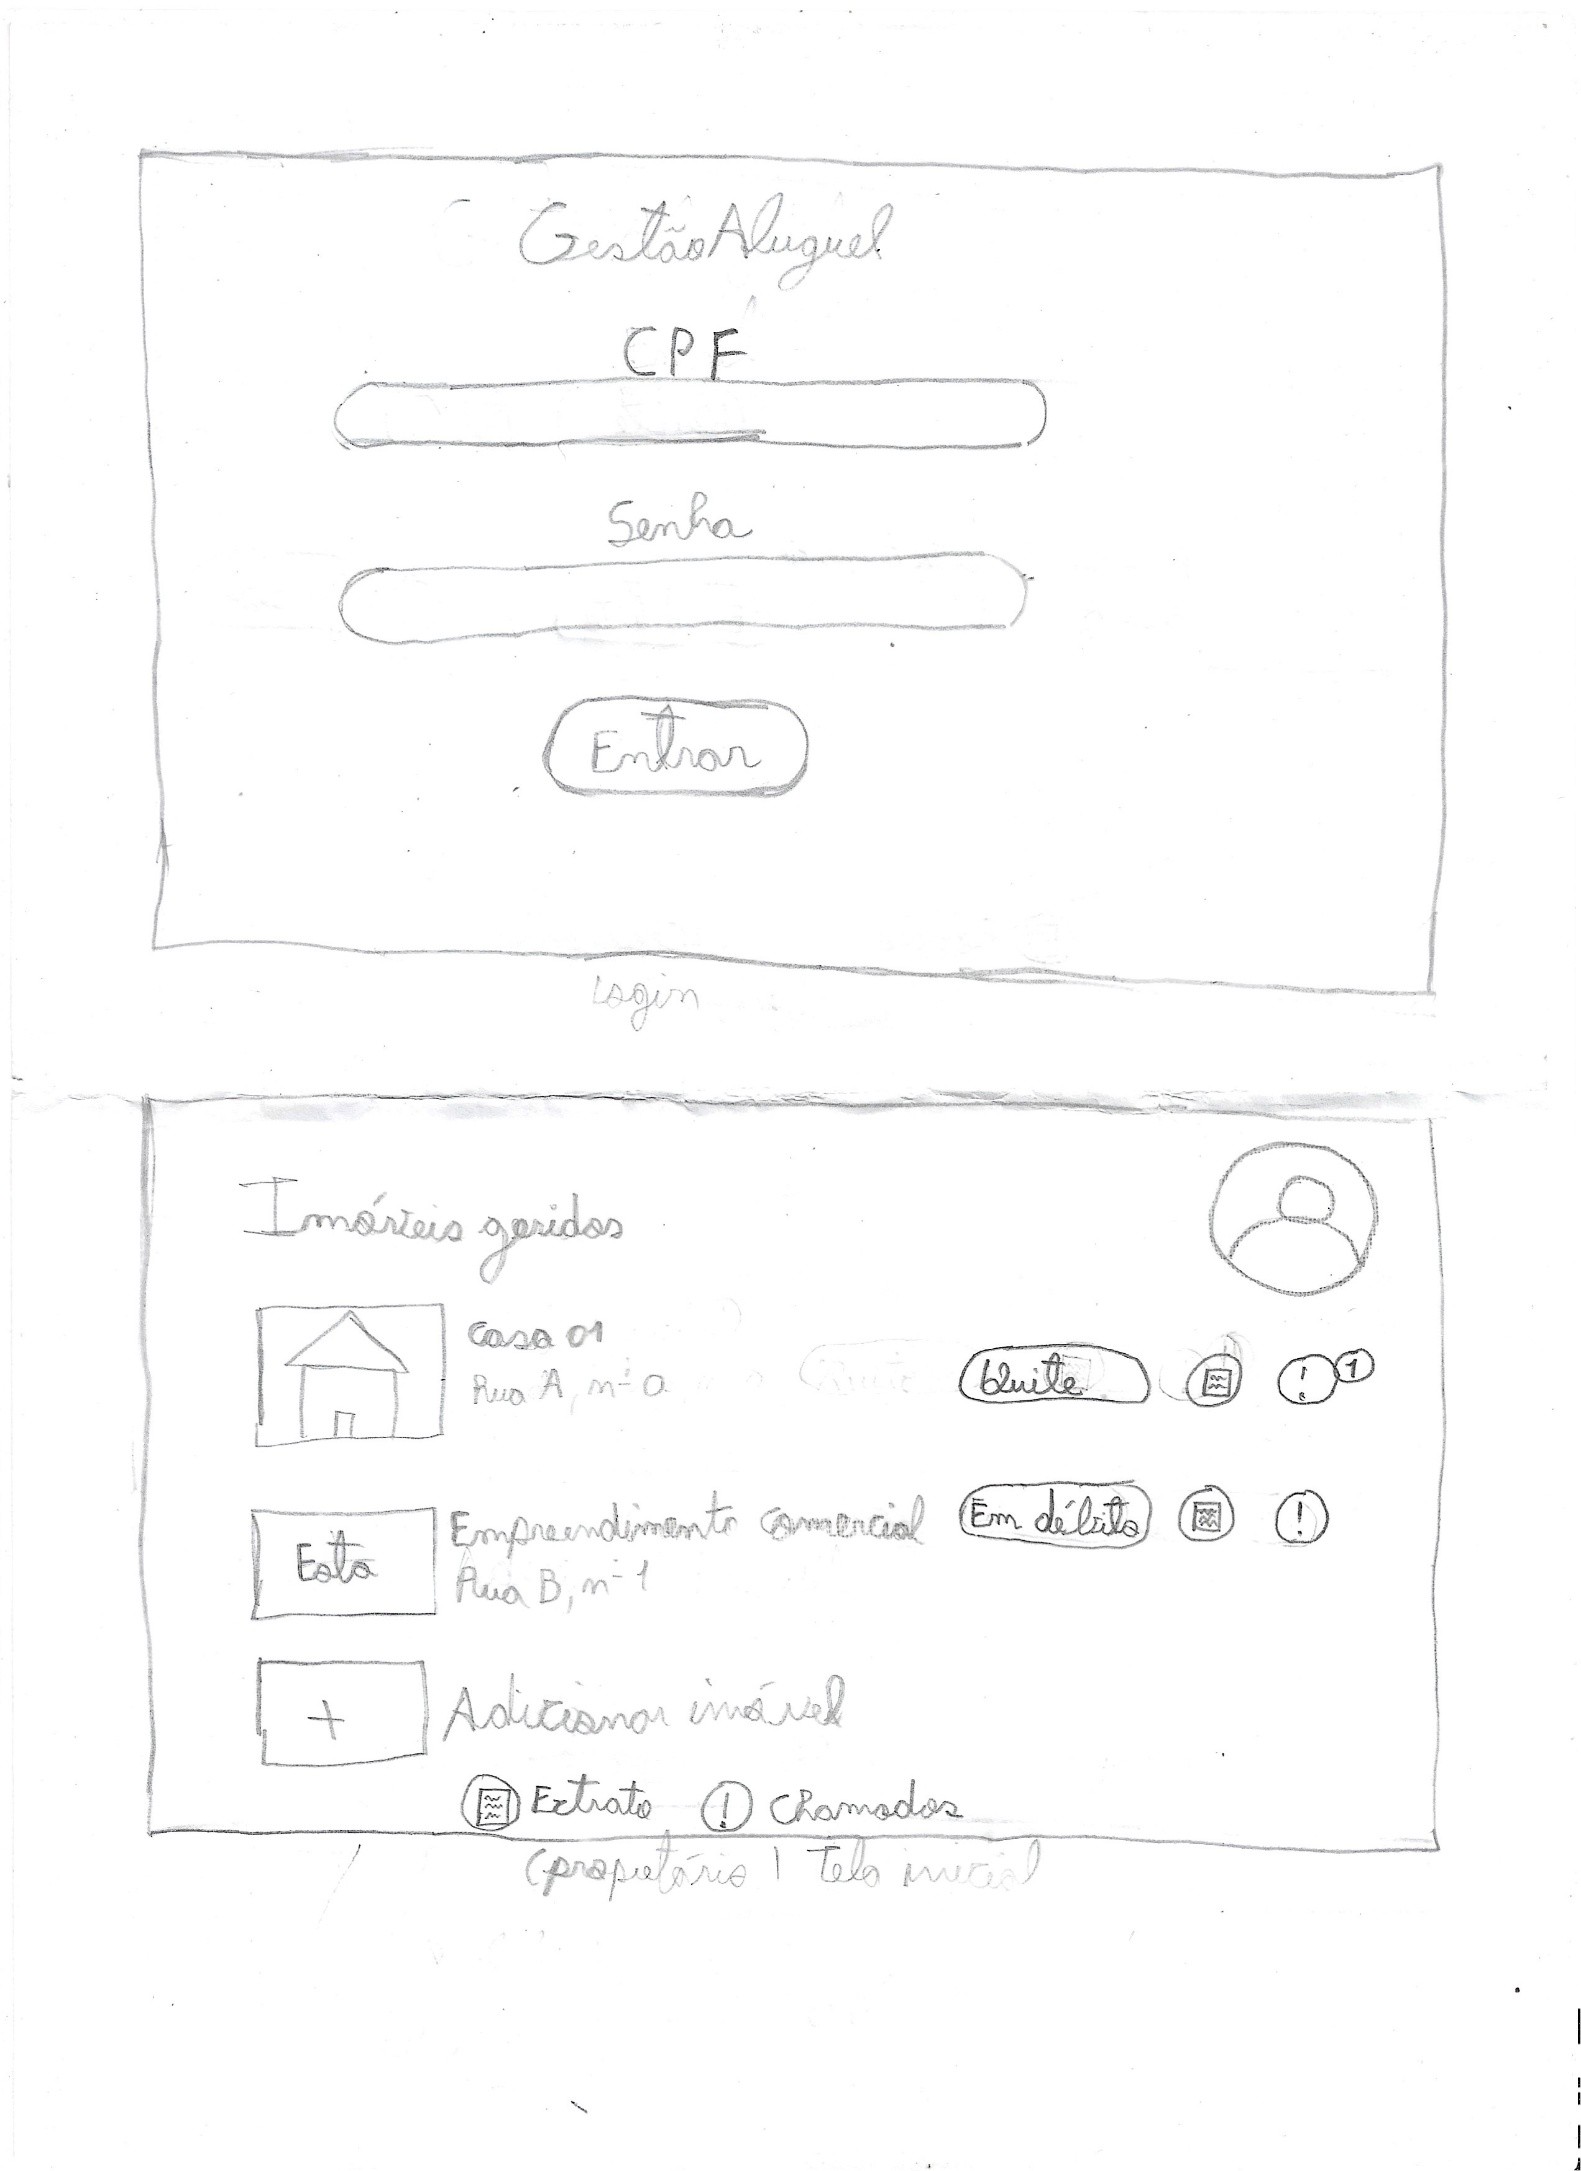 GestãoAluguel
CPF
Senha
Entrar
Login
Imóveis geridos
Casa 01
Rua A, nº 0
Quite
!
1
Empreendimento comercial
Em débito
!
Foto
Rua B, nº 1
+
Adicionar imóvel
Extrato
! Chamados
(propietário | Tela inicial